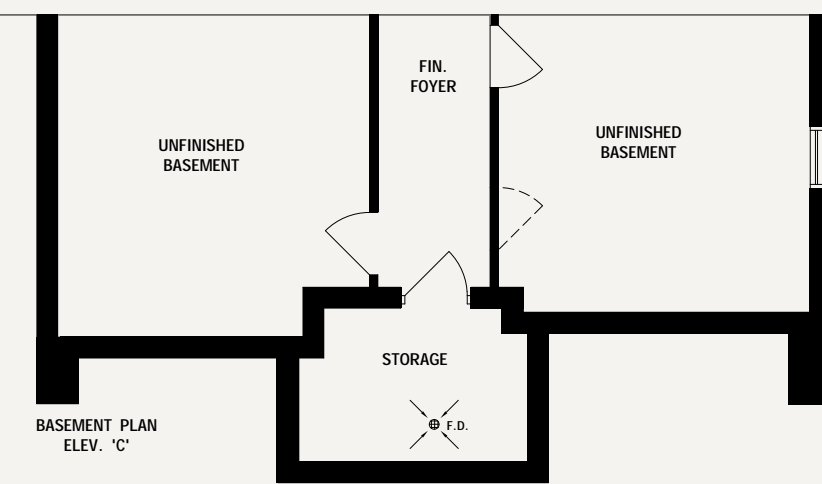 FIN.
FOYER
UNFINISHED
BASEMENT
UNFINISHED
BASEMENT
STORAGE
F.D.
BASEMENT PLAN
ELEV. 'C'